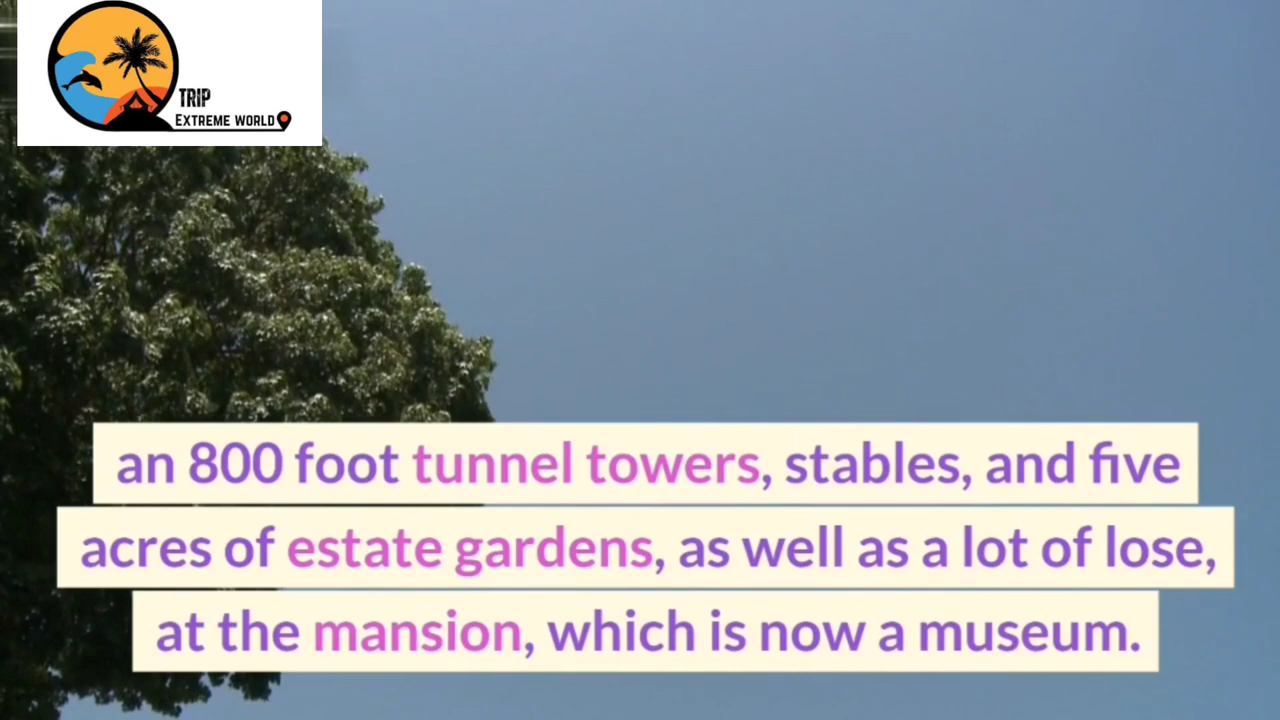 TRIP
EXTREME WORLD
an 800 foot tunnel towers, stables, and five
acres of estate gardens, as well as a lot of lose,
at the mansion, which is now a museum.